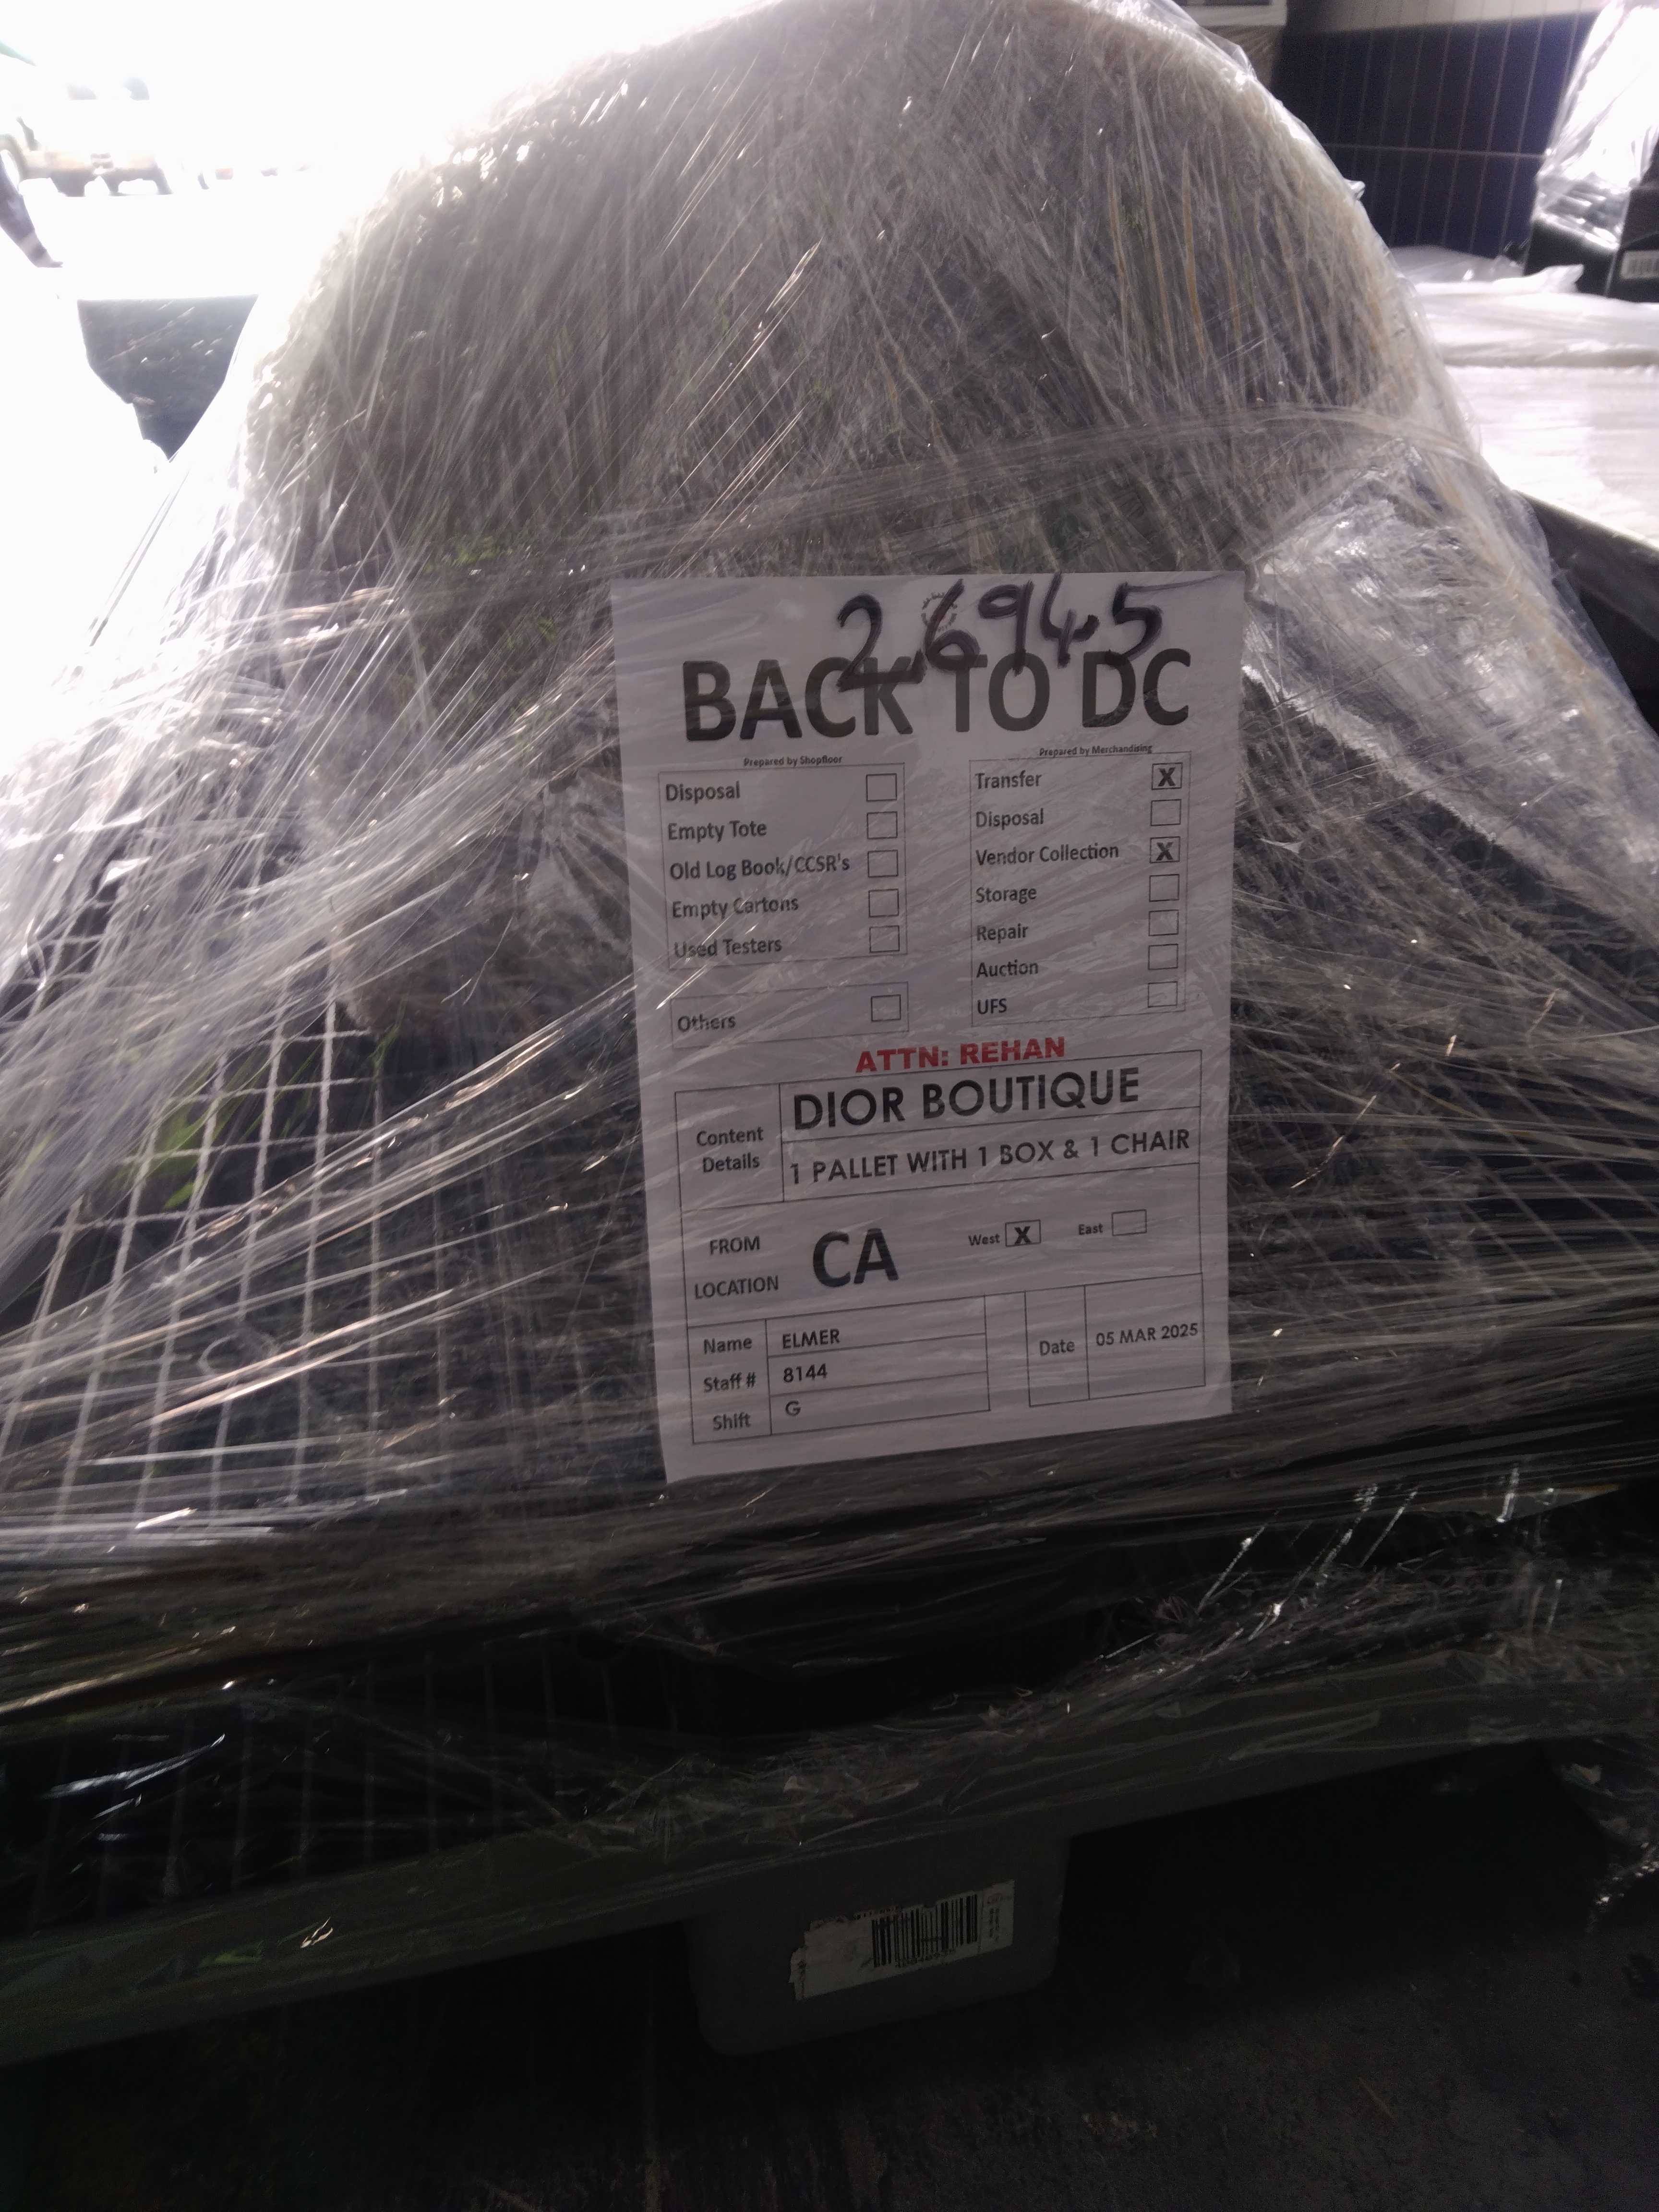 26945
BACK TO DC
Prepared by Shopfloor
Disposal
Empty Tote
Old Log Book/CCSR's
Empty Cartons
Used Testers
Others
Prepared by Merchandising
Transfer X
Disposal
Vendor Collection X
Storage
Repair
Auction
UFS
ATTN: REHAN
Content Details
DIOR BOUTIQUE
1 PALLET WITH 1 BOX & 1 CHAIR
FROM LOCATION
CA
West X East
Name ELMER
Staff # 8144
Shift G
Date 05 MAR 2025